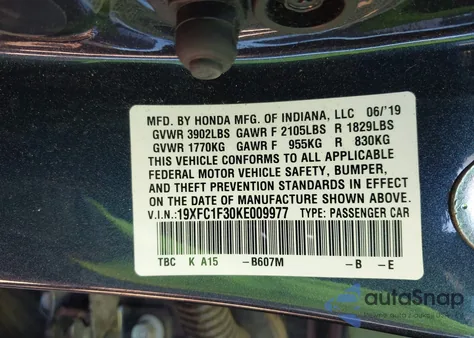 MFD. BY HONDA MFG. OF INDIANA, LLC 06/'19
GVWR 3902LBS GAWR F 2105LBS R 1829LBS
GVWR 1770KG GAWR F 955KG R 830KG
THIS VEHICLE CONFORMS TO ALL APPLICABLE
FEDERAL MOTOR VEHICLE SAFETY, BUMPER,
AND THEFT PREVENTION STANDARDS IN EFFECT
ON THE DATE OF MANUFACTURE SHOWN ABOVE.
V.I.N.:19XFC1F30KE009977 TYPE: PASSENGER CAR
TBC K A15 -B607M -B -E
autoSnap